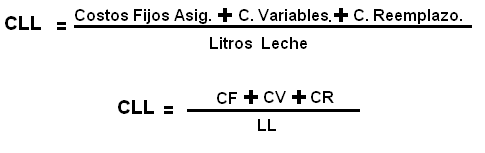 CLL = Costos Fijos Asig. + C. Variables. + C. Reemplazo.
Litros Leche
CLL = CF + CV + CR
LL